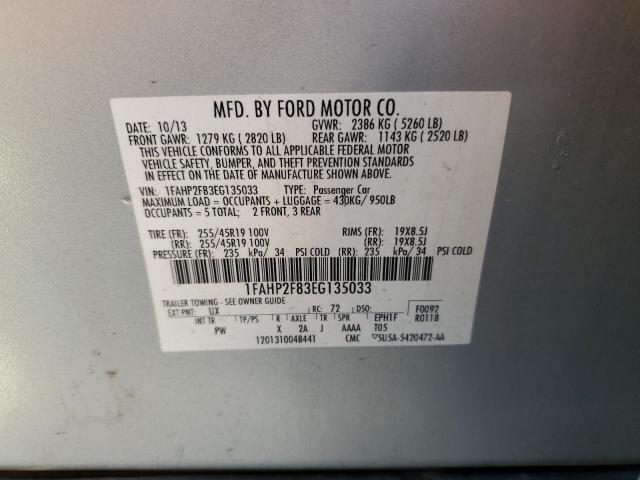 MFD. BY FORD MOTOR CO.
DATE: 10/13 GVWR: 2386 KG ( 5260 LB)
FRONT GAWR: 1279 KG ( 2820 LB) REAR GAWR: 1143 KG ( 2520 LB)
THIS VEHICLE CONFORMS TO ALL APPLICABLE FEDERAL MOTOR
VEHICLE SAFETY, BUMPER, AND THEFT PREVENTION STANDARDS
IN EFFECT ON THE DATE OF MANUFACTURE SHOWN ABOVE.
VIN: 1FAHP2F83EG135033 TYPE: Passenger Car
MAXIMUM LOAD = OCCUPANTS + LUGGAGE = 430KG/ 950LB
OCCUPANTS = 5 TOTAL; 2 FRONT, 3 REAR
TIRE (FR): 255/45R19 100V RIMS (FR): 19X8.5J
(RR): 255/45R19 100V (RR): 19X8.5J
PRESSURE (FR): 235 kPa/ 34 PSI COLD (RR): 235 kPa/ 34 PSI COLD
1FAHP2F83EG135033
TRAILER TOWING - SEE OWNER GUIDE
EXT PNT: UX RC: 72 DSO: F0092
INT TR TP/PS R AXLE TR SPR EPH1F R0118
PW X 2A J AAAA T05
12013100484​41 CMC ▽5U5A-5420472-AA